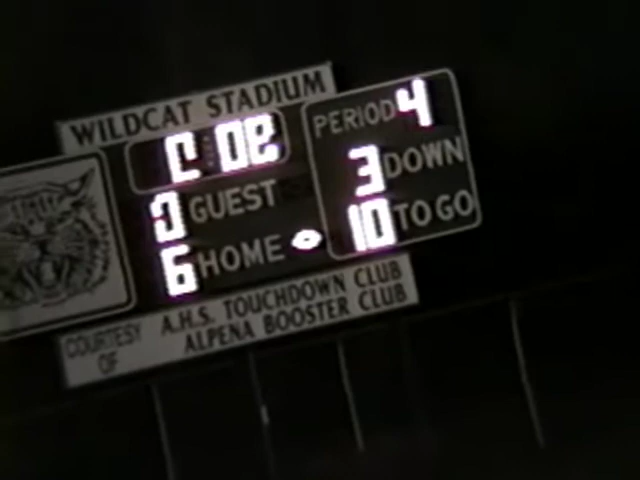 WILDCAT STADIUM
PERIOD 4
3 DOWN
GUEST
10 TO GO
6 HOME
COURTESY OF
A.H.S. TOUCHDOWN CLUB
ALPENA BOOSTER CLUB